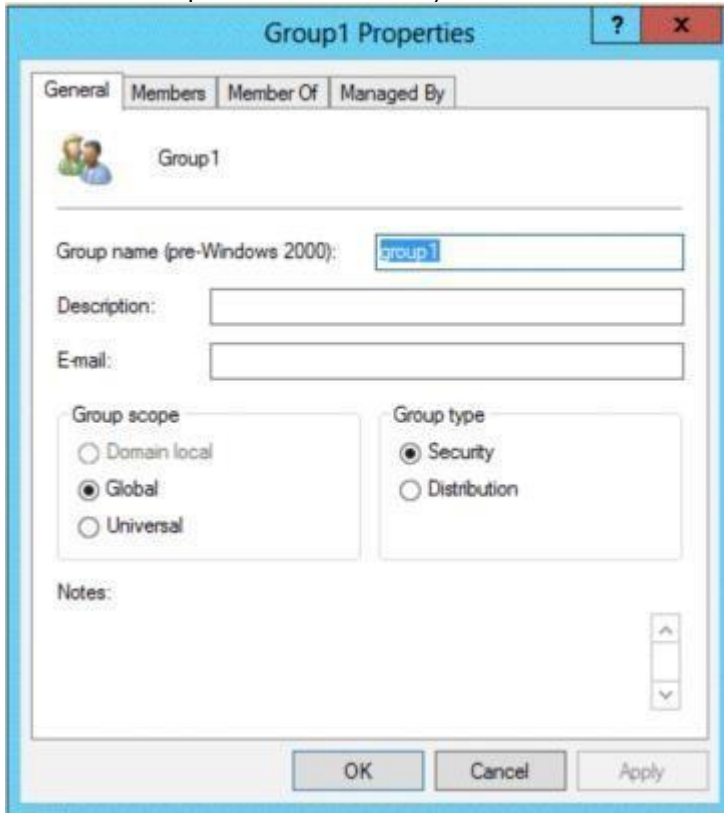 Group1 Properties
? x
General Members Member Of Managed By
Group1
Group name (pre-Windows 2000): group1
Description:
E-mail:
Group scope Group type
Domain local Security
Global Distribution
Universal
Notes:
OK Cancel Apply